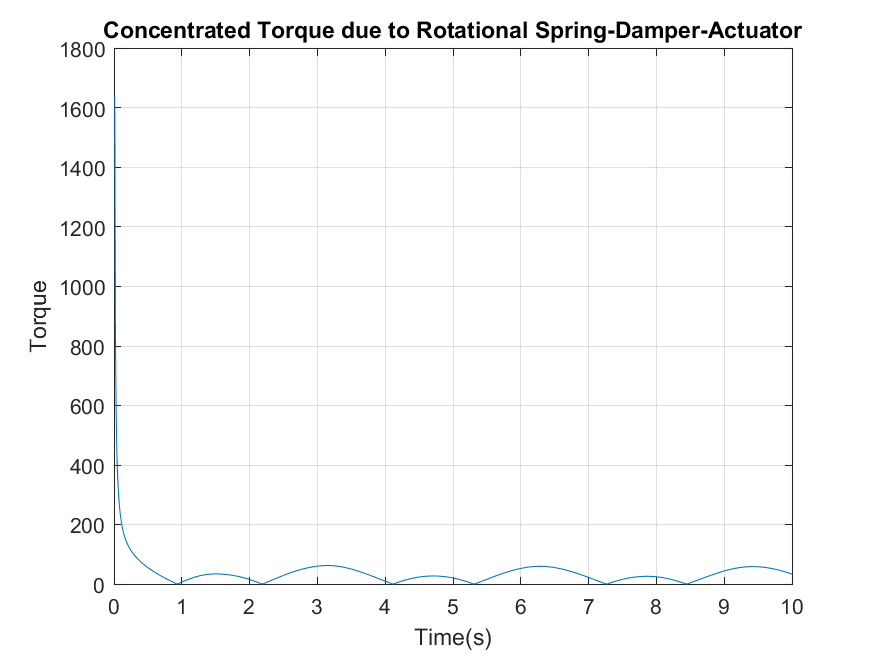 Concentrated Torque due to Rotational Spring-Damper-Actuator
1800
1600
1400
1200
1000
800
600
400
200
0
Torque
0 1 2 3 4 5 6 7 8 9 10
Time(s)